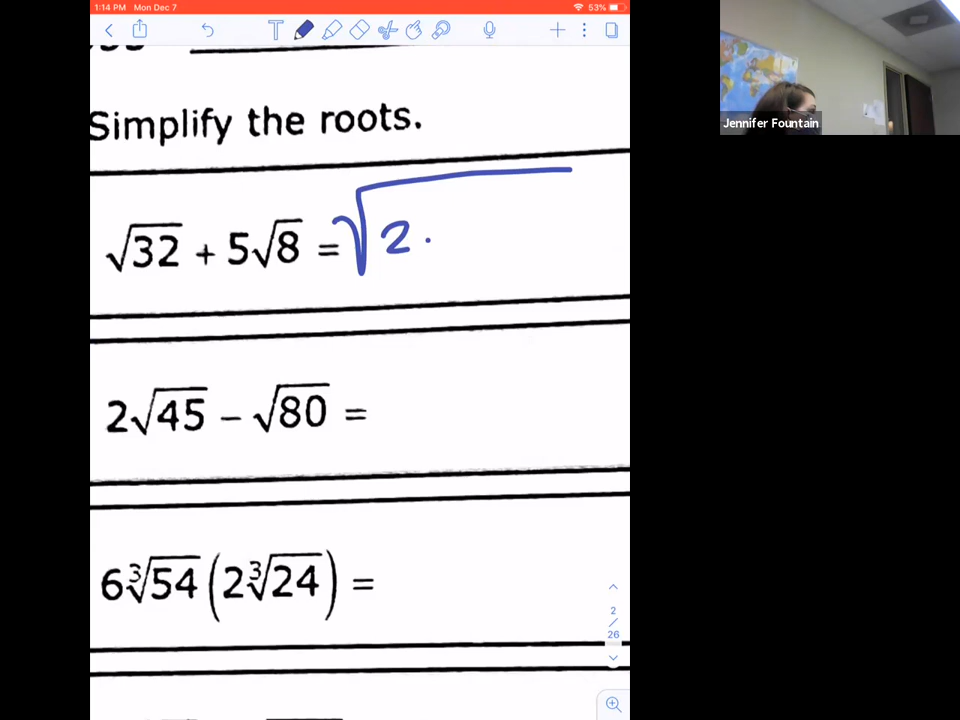 1:14 PM Mon Dec 7
53%
Jennifer Fountain
Simplify the roots.
√32 + 5√8 = √2 ·
2√45 − √80 =
6∛54 (2∛24) =
2
/
26